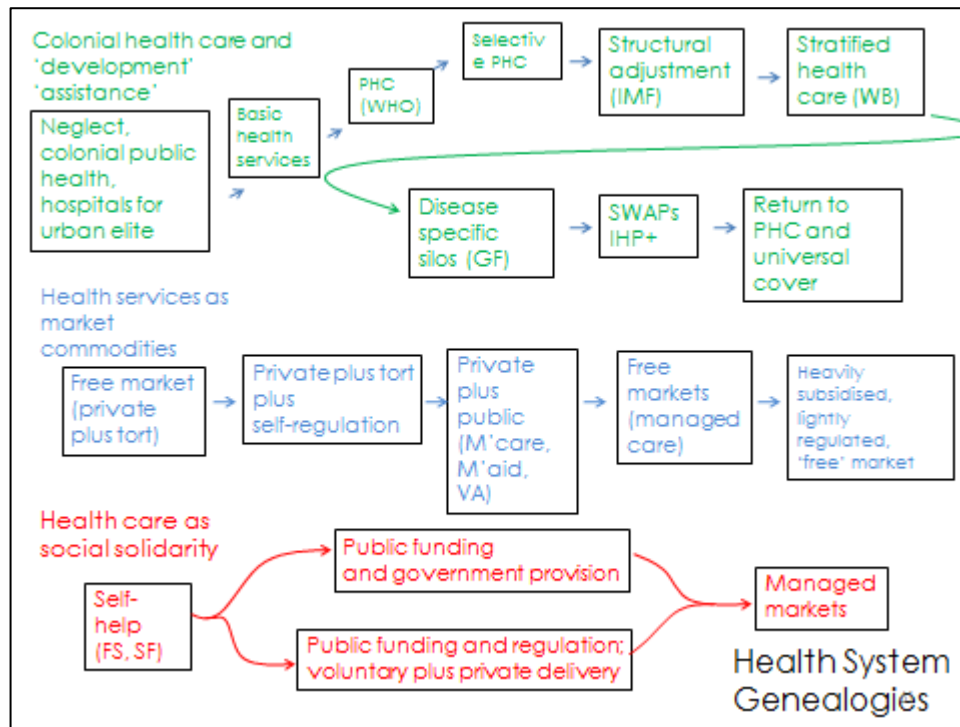 Colonial health care and
‘development’
‘assistance’
Neglect,
colonial public
health,
hospitals for
urban elite
Basic
health
services
PHC
(WHO)
Selectiv
e PHC
Structural
adjustment
(IMF)
Stratified
health
care (WB)
Disease
specific
silos (GF)
SWAPs
IHP+
Return to
PHC and
universal
cover
Health services as
market
commodities
Free market
(private
plus tort)
Private plus tort
plus
self-regulation
Private
plus
public
(M’care,
M’aid,
VA)
Free
markets
(managed
care)
Heavily
subsidised,
lightly
regulated,
‘free’ market
Health care as
social solidarity
Self-
help
(FS, SF)
Public funding
and government provision
Public funding and regulation;
voluntary plus private delivery
Managed
markets
Health System
Genealogies